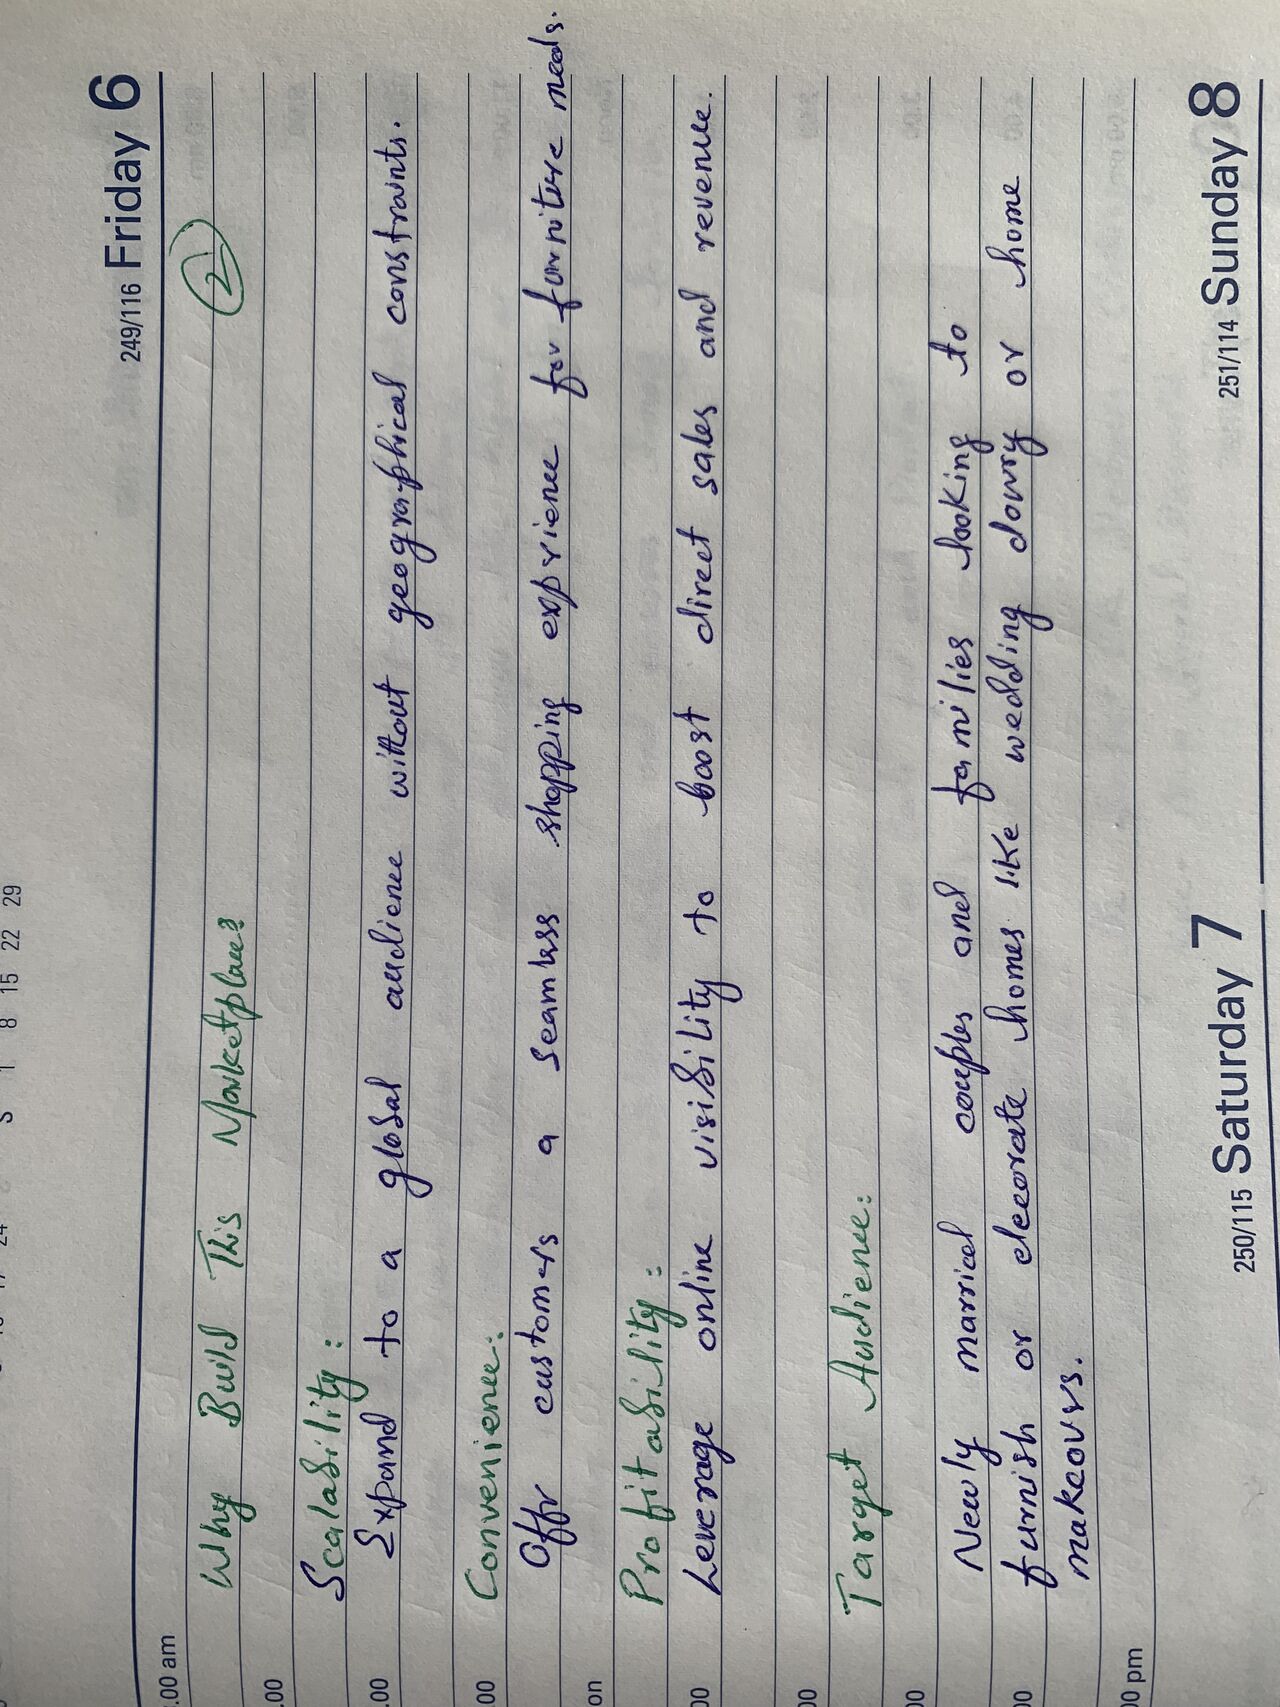 S 1 8 15 22 29
249/116 Friday 6
.00 am
Why Build This Marketplace?
2
.00
Scalability:
.00
Expand to a global audience without geographical constraints.
.00
Convenience:
Offr customers a seamless shopping exprience for furniture needs.
on
Profitability:
00
Leverage online visibility to boost direct sales and revenue.
00
Target Audience:
00
Newly married couples and families looking to
00
furnish or decorate homes like wedding dowry or home
makeovrs.
0 pm
250/115 Saturday 7
251/114 Sunday 8